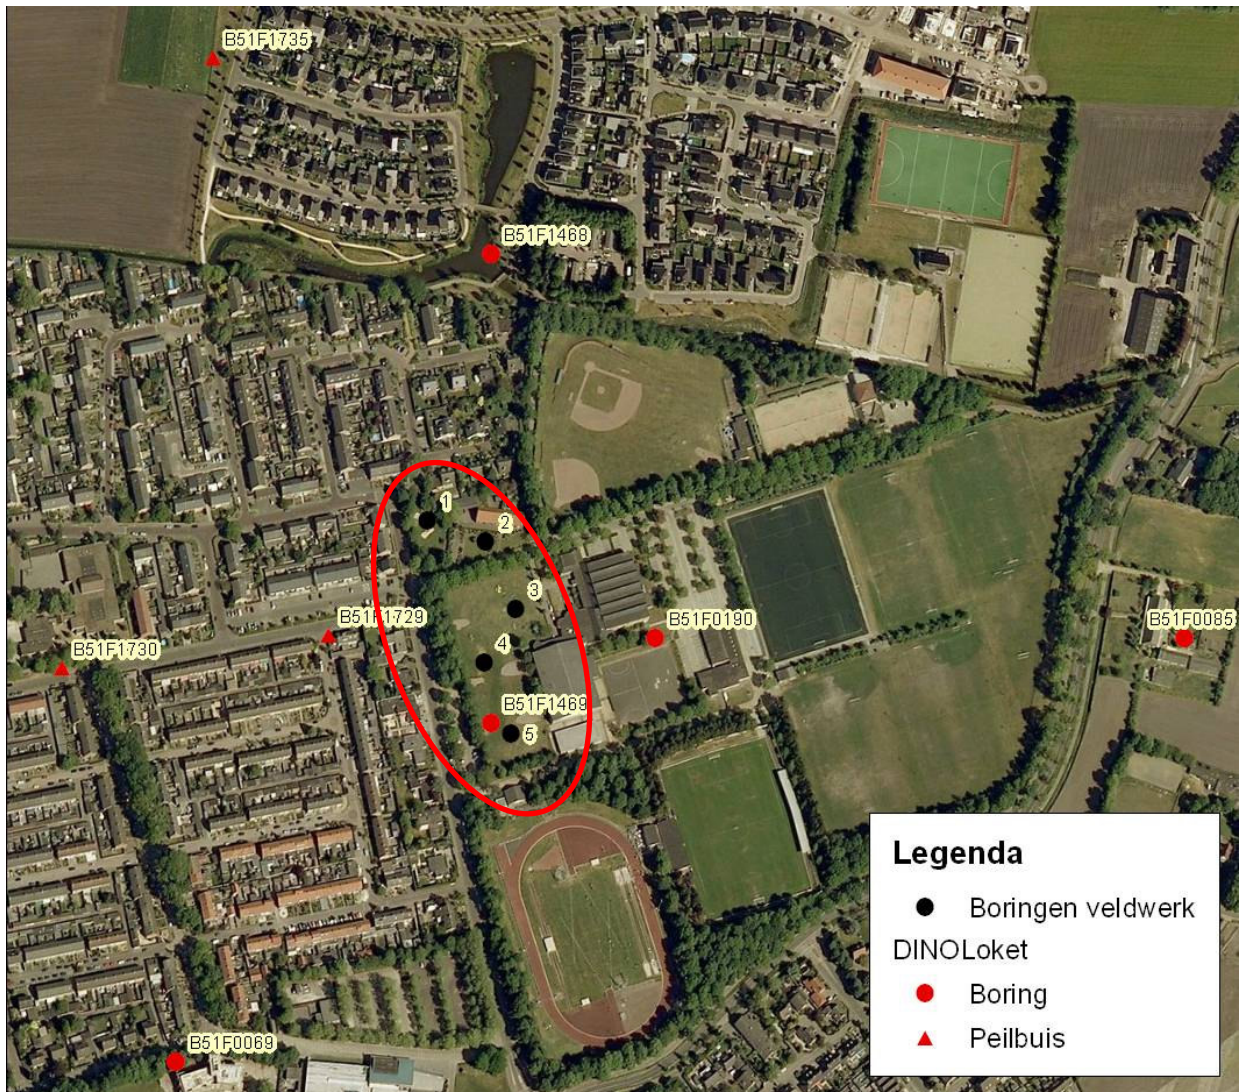 B51F1735
B51F1468
1
2
3
B51F1729
B51F0190
B51F0085
4
B51F1730
B51F1469
5
B51F0069
Legenda
Boringen veldwerk
DINOLoket
Boring
Peilbuis